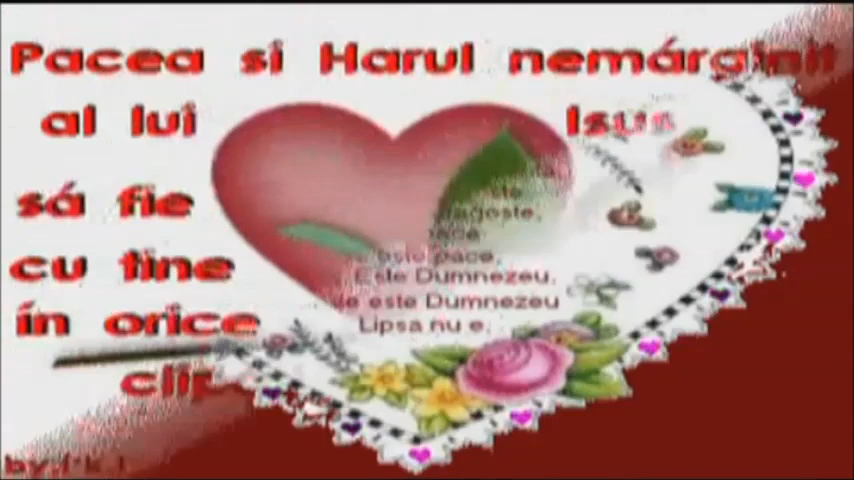 Pacea si Harul nemárginit
al lui Isus
sá fie
cu tine
în orice
este pace,
Este Dumnezeu,
de este Dumnezeu
Lipsa nu e.